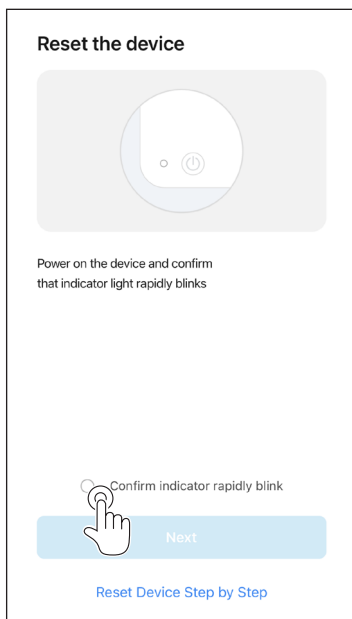 Reset the device
Power on the device and confirm
that indicator light rapidly blinks
Confirm indicator rapidly blink
Next
Reset Device Step by Step